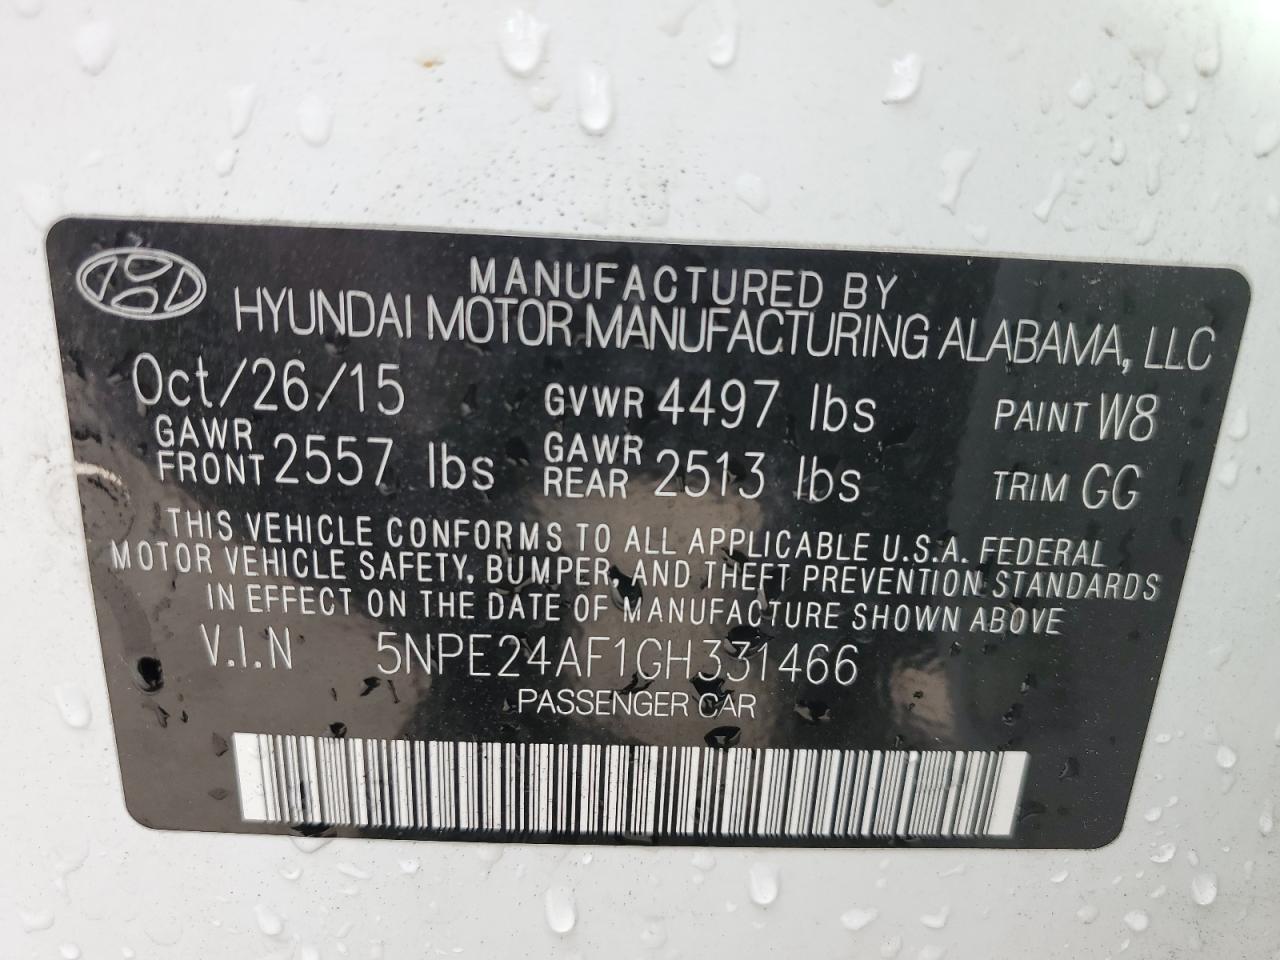 MANUFACTURED BY
HYUNDAI MOTOR MANUFACTURING ALABAMA, LLC
Oct/26/15 GVWR 4497 lbs PAINT W8
GAWR FRONT 2557 lbs GAWR REAR 2513 lbs TRIM GG
THIS VEHICLE CONFORMS TO ALL APPLICABLE U.S.A. FEDERAL
MOTOR VEHICLE SAFETY, BUMPER, AND THEFT PREVENTION STANDARDS
IN EFFECT ON THE DATE OF MANUFACTURE SHOWN ABOVE
V.I.N 5NPE24AF1GH331466
PASSENGER CAR